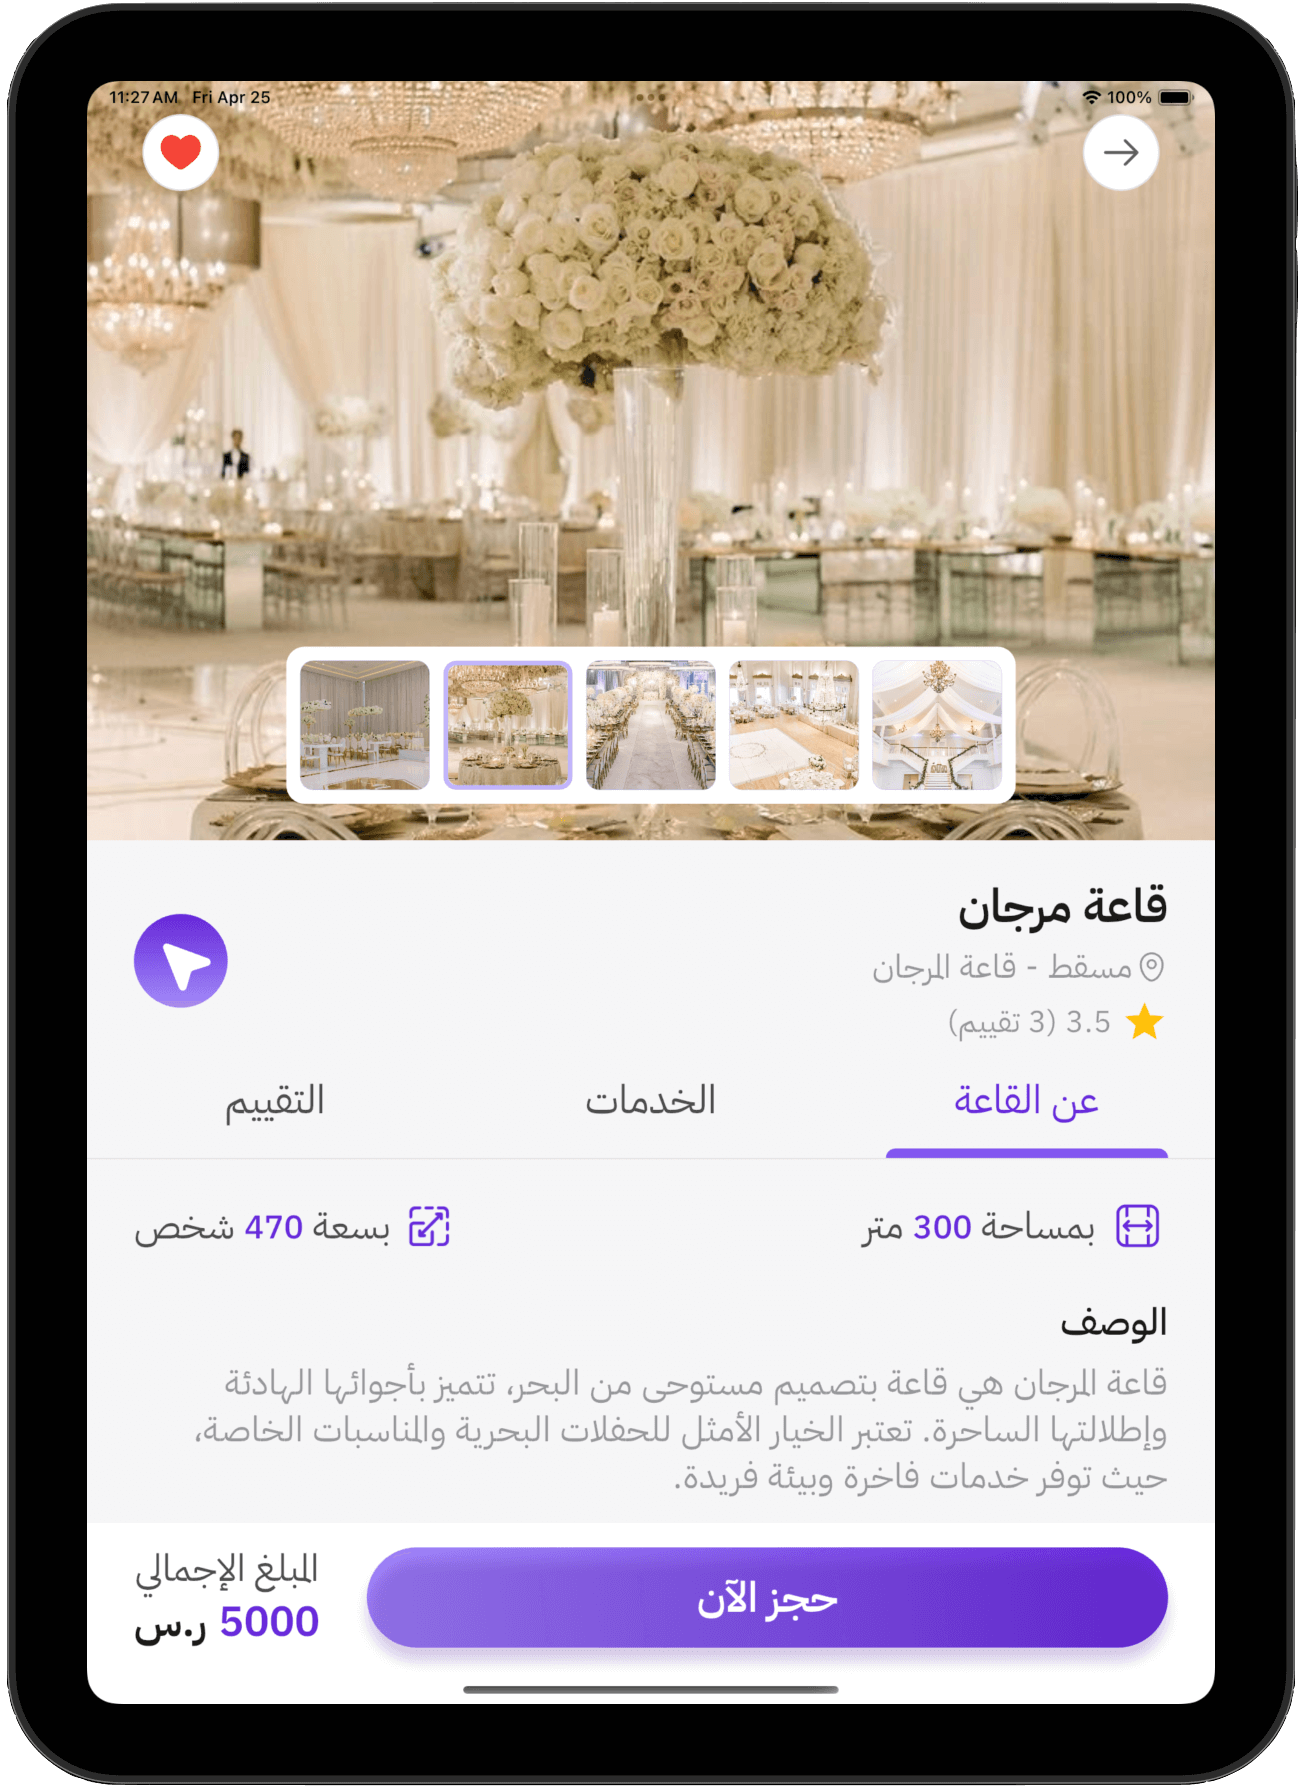 11:27 AM Fri Apr 25 100%
قاعة مرجان
مسقط - قاعة المرجان
3.5 (3 تقييم)
عن القاعة الخدمات التقييم
بمساحة 300 متر بسعة 470 شخص
الوصف
قاعة المرجان هي قاعة بتصميم مستوحى من البحر، تتميز بأجوائها الهادئة
وإطلالتها الساحرة. تعتبر الخيار الأمثل للحفلات البحرية والمناسبات الخاصة،
حيث توفر خدمات فاخرة وبيئة فريدة.
حجز الآن
المبلغ الإجمالي
5000 ر.س